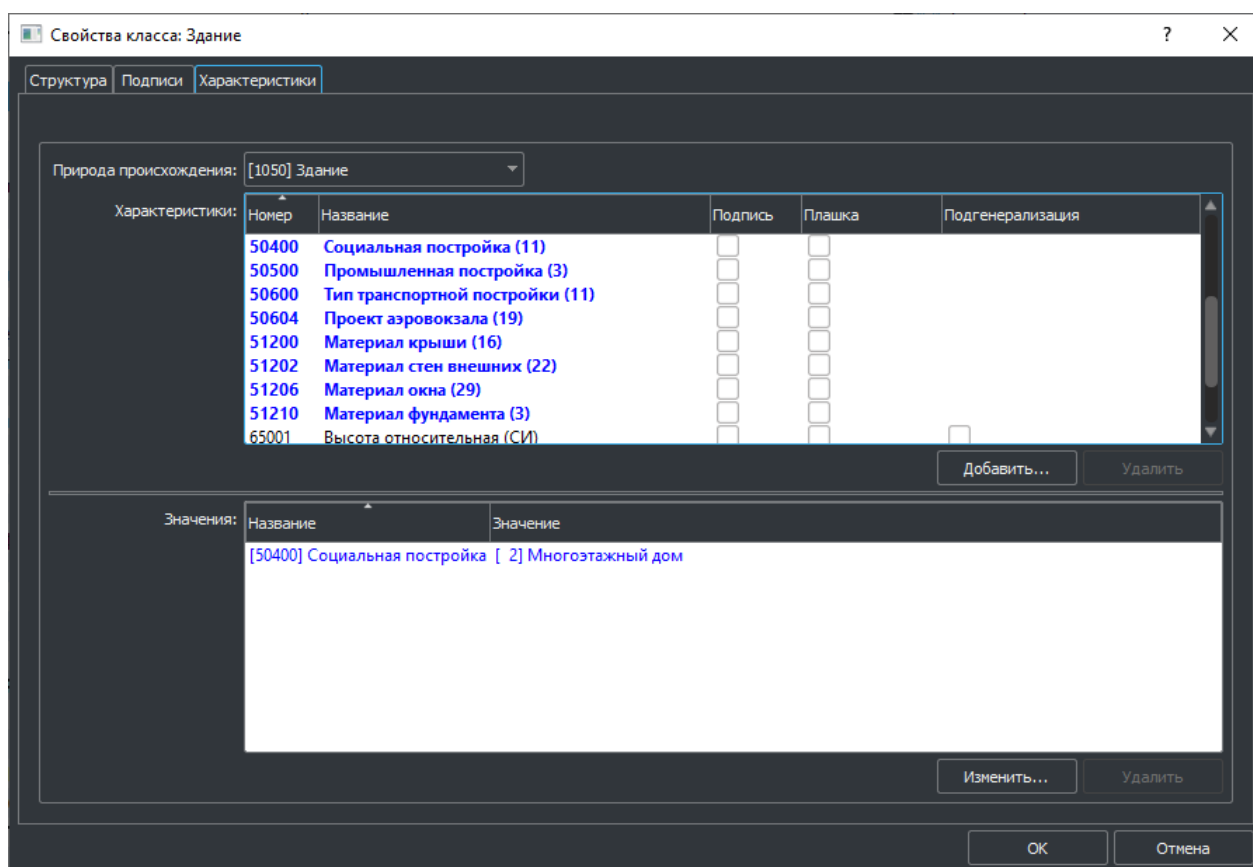 Свойства класса: Здание ? ×
Структура Подписи Характеристики
Природа происхождения: [1050] Здание
Характеристики: Номер Название Подпись Плашка Подгенерализация
50400 Социальная постройка (11)
50500 Промышленная постройка (3)
50600 Тип транспортной постройки (11)
50604 Проект аэровокзала (19)
51200 Материал крыши (16)
51202 Материал стен внешних (22)
51206 Материал окна (29)
51210 Материал фундамента (3)
65001 Высота относительная (СИ)
Добавить... Удалить
Значения: Название Значение
[50400] Социальная постройка [ 2] Многоэтажный дом
Изменить... Удалить
ОК Отмена